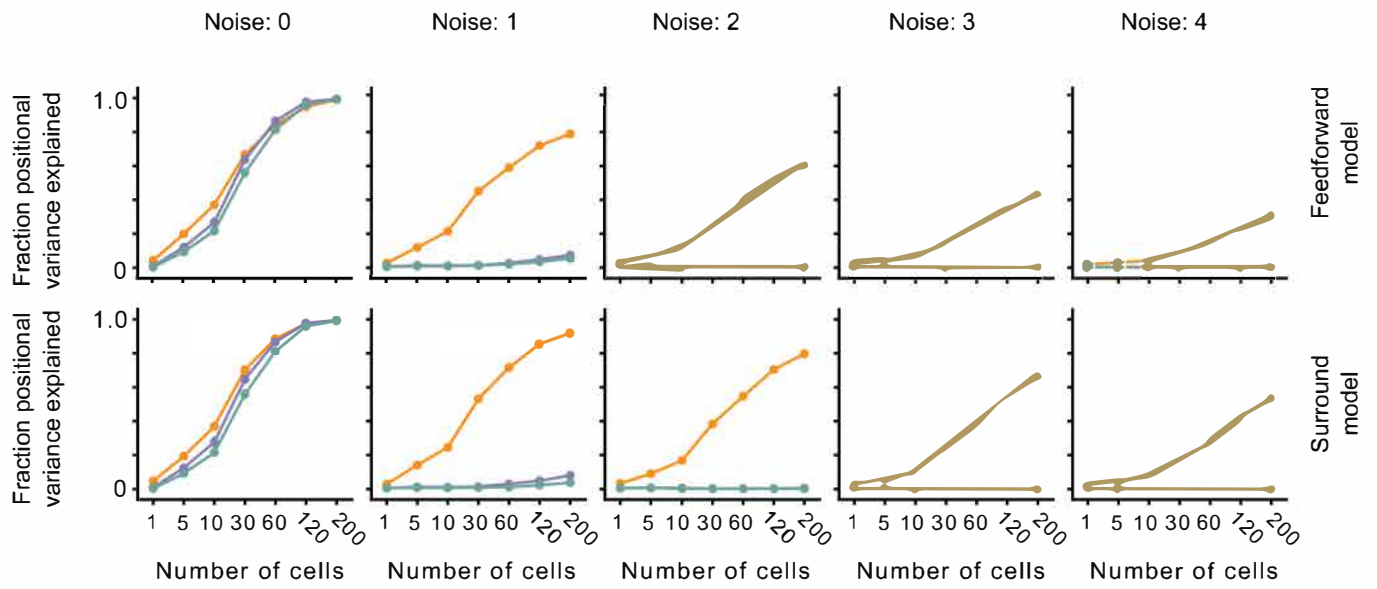 Noise: 0 Noise: 1 Noise: 2 Noise: 3 Noise: 4
Fraction positional
variance explained
1.0
0
Feedforward
model
Fraction positional
variance explained
1.0
0
Surround
model
1 5 10 30 60 120 200 1 5 10 30 60 120 200 1 5 10 30 60 120 200 1 5 10 30 60 120 200 1 5 10 30 60 120 200
Number of cells Number of cells Number of cells Number of cells Number of cells